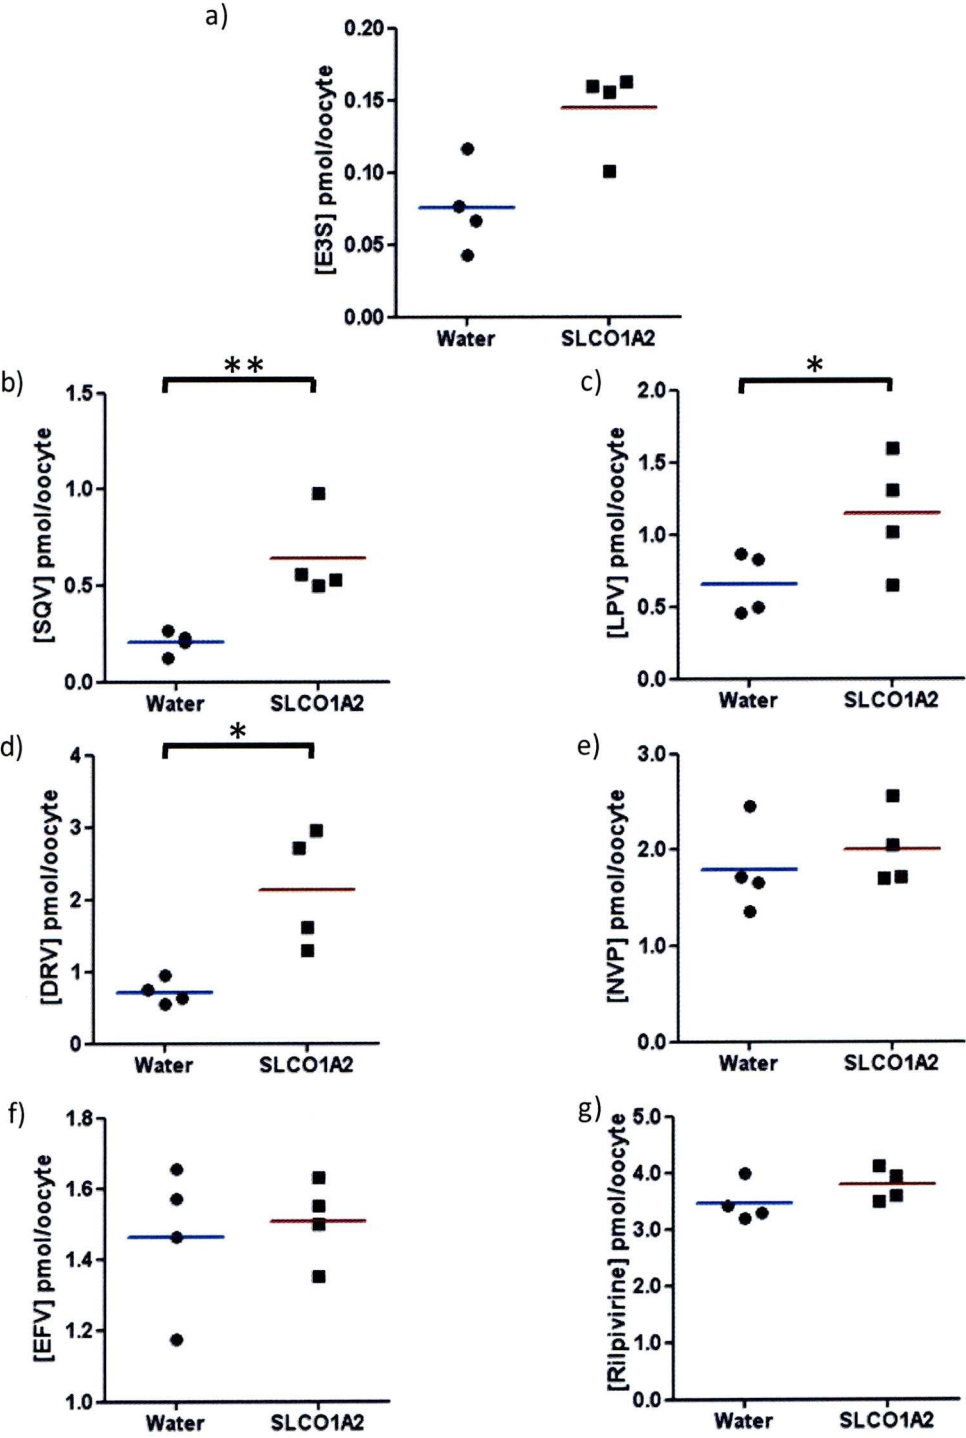 a)
[E3S] pmol/oocyte
0.20
0.15
0.10
0.05
0.00
Water
SLCO1A2
b)
**
[SQV] pmol/oocyte
1.5
1.0
0.5
0.0
Water
SLCO1A2
c)
*
[LPV] pmol/oocyte
2.0
1.5
1.0
0.5
0.0
Water
SLCO1A2
d)
*
[DRV] pmol/oocyte
4
3
2
1
0
Water
SLCO1A2
e)
[NVP] pmol/oocyte
3.0
2.0
1.0
0.0
Water
SLCO1A2
f)
[EFV] pmol/oocyte
1.8
1.6
1.4
1.2
1.0
Water
SLCO1A2
g)
[Rilpivirine] pmol/oocyte
5.0
4.0
3.0
2.0
1.0
0.0
Water
SLCO1A2